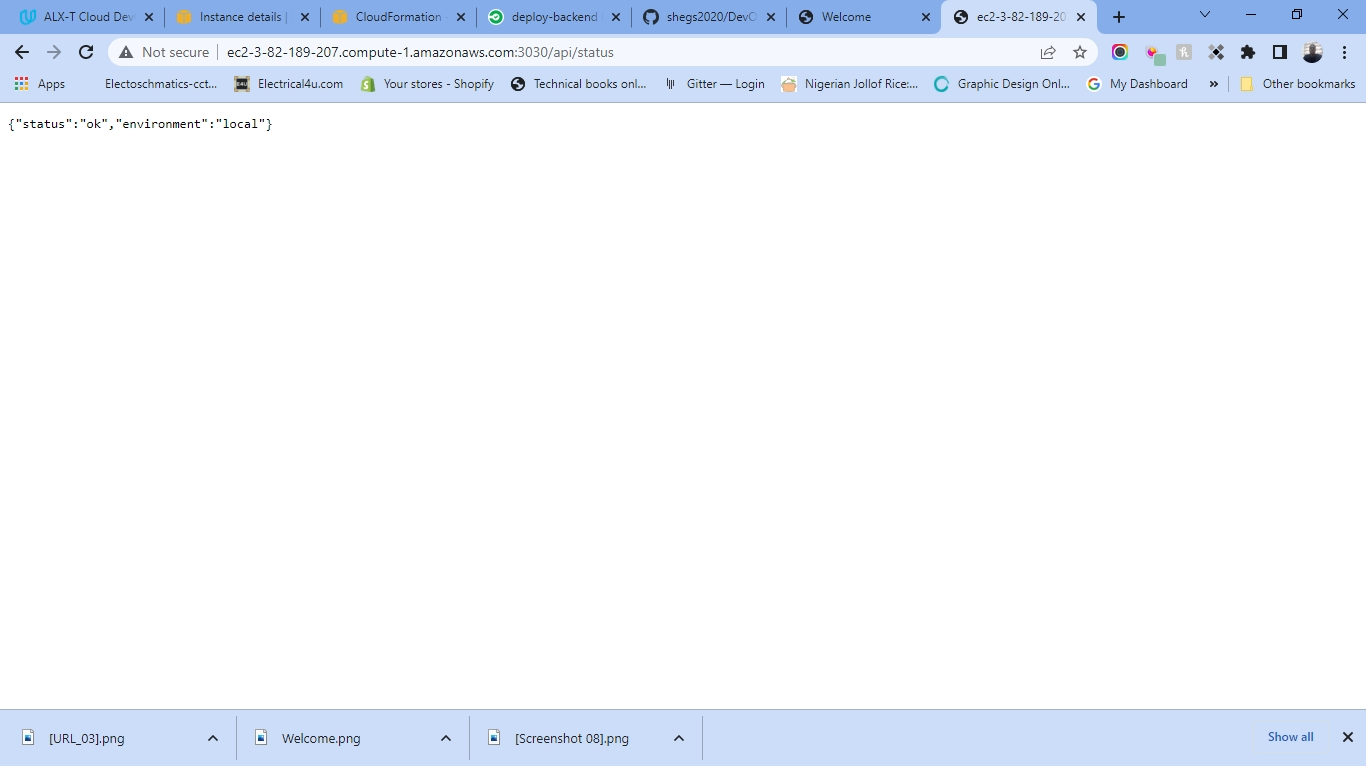 ALX-T Cloud Dev
Instance details |
CloudFormation -
deploy-backend
shegs2020/DevO
Welcome
ec2-3-82-189-20
Not secure
ec2-3-82-189-207.compute-1.amazonaws.com:3030/api/status
Apps
Electoschmatics-cct...
Electrical4u.com
Your stores - shopify
Technical books onl...
Gitter — Login
Nigerian Jollof Rice:...
Graphic Design Onl...
My Dashboard
»
Other bookmarks
{"status":"ok","environment":"local"}
[URL_03].png
Welcome.png
[Screenshot 08].png
Show all